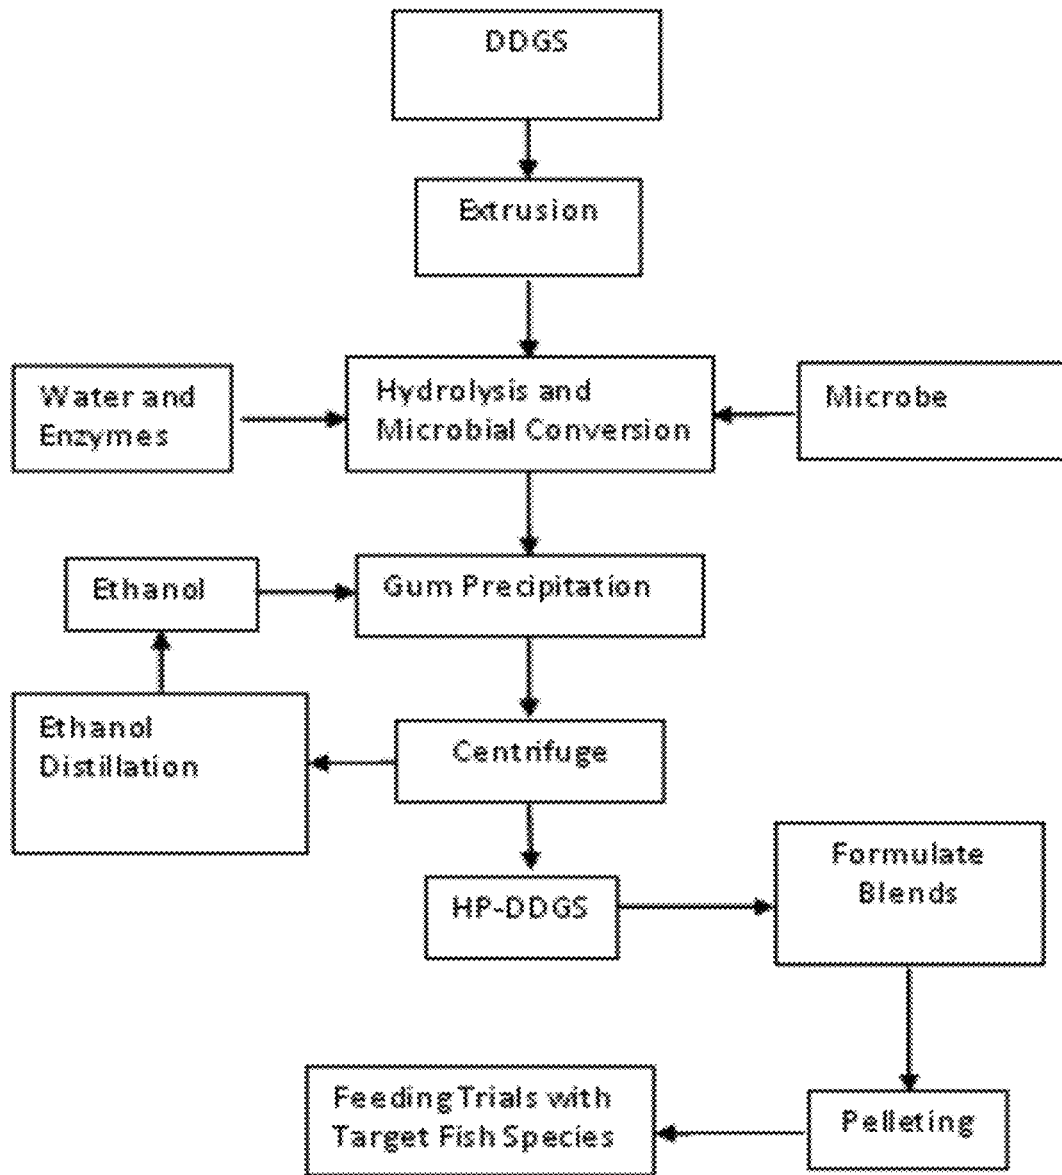 DDGS
Extrusion
Water and
Enzymes
Hydrolysis and
Microbial Conversion
Microbe
Ethanol
Gum Precipitation
Ethanol
Distillation
Centrifuge
HP-DDGS
Formulate
Blends
Feeding Trials with
Target Fish Species
Pelleting